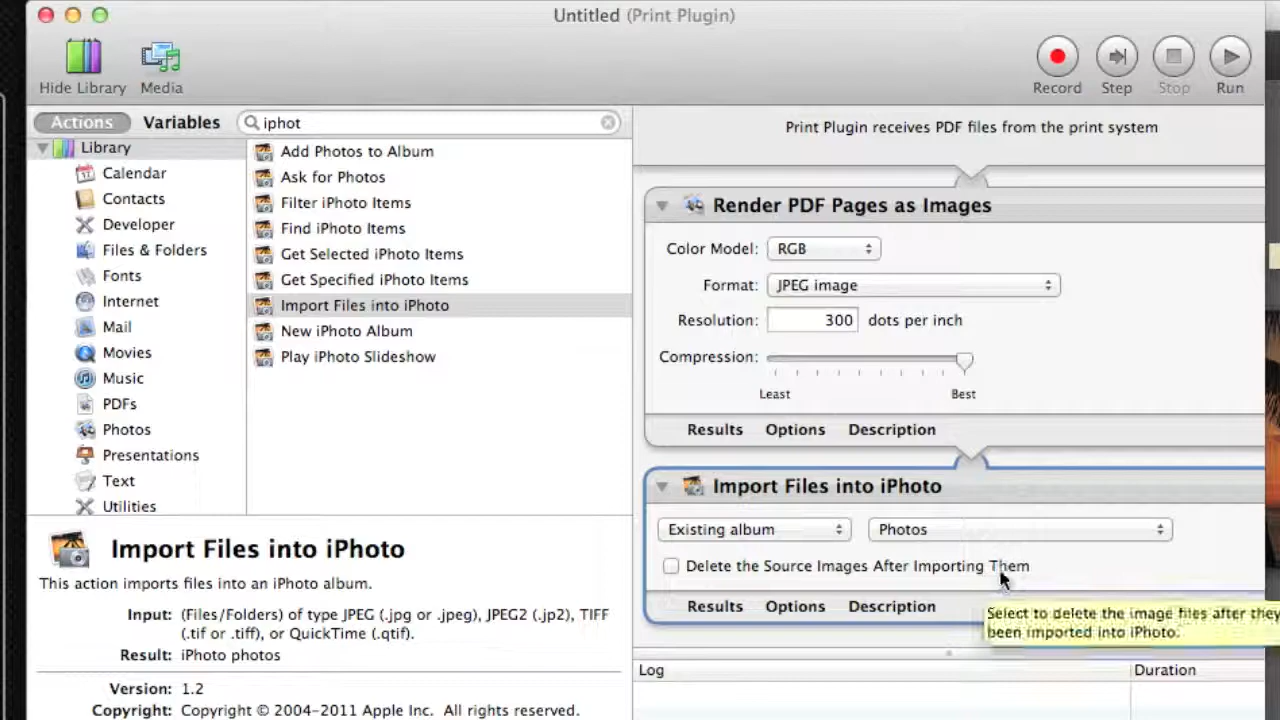 Untitled (Print Plugin)
Hide Library
Media
Record
Step
Stop
Run
Actions
Variables
iphot
Library
Calendar
Contacts
Developer
Files & Folders
Fonts
Internet
Mail
Movies
Music
PDFs
Photos
Presentations
Text
Utilities
Add Photos to Album
Ask for Photos
Filter iPhoto Items
Find iPhoto Items
Get Selected iPhoto Items
Get Specified iPhoto Items
Import Files into iPhoto
New iPhoto Album
Play iPhoto Slideshow
Import Files into iPhoto
This action imports files into an iPhoto album.
Input: (Files/Folders) of type JPEG (.jpg or .jpeg), JPEG2 (.jp2), TIFF
(.tif or .tiff), or QuickTime (.qtif).
Result: iPhoto photos
Version: 1.2
Copyright: Copyright © 2004-2011 Apple Inc. All rights reserved.
Print Plugin receives PDF files from the print system
Render PDF Pages as Images
Color Model: RGB
Format: JPEG image
Resolution: 300 dots per inch
Compression:
Least Best
Results Options Description
Import Files into iPhoto
Existing album Photos
Delete the Source Images After Importing Them
Results Options Description
Select to delete the image files after they
been imported into iPhoto.
Log Duration